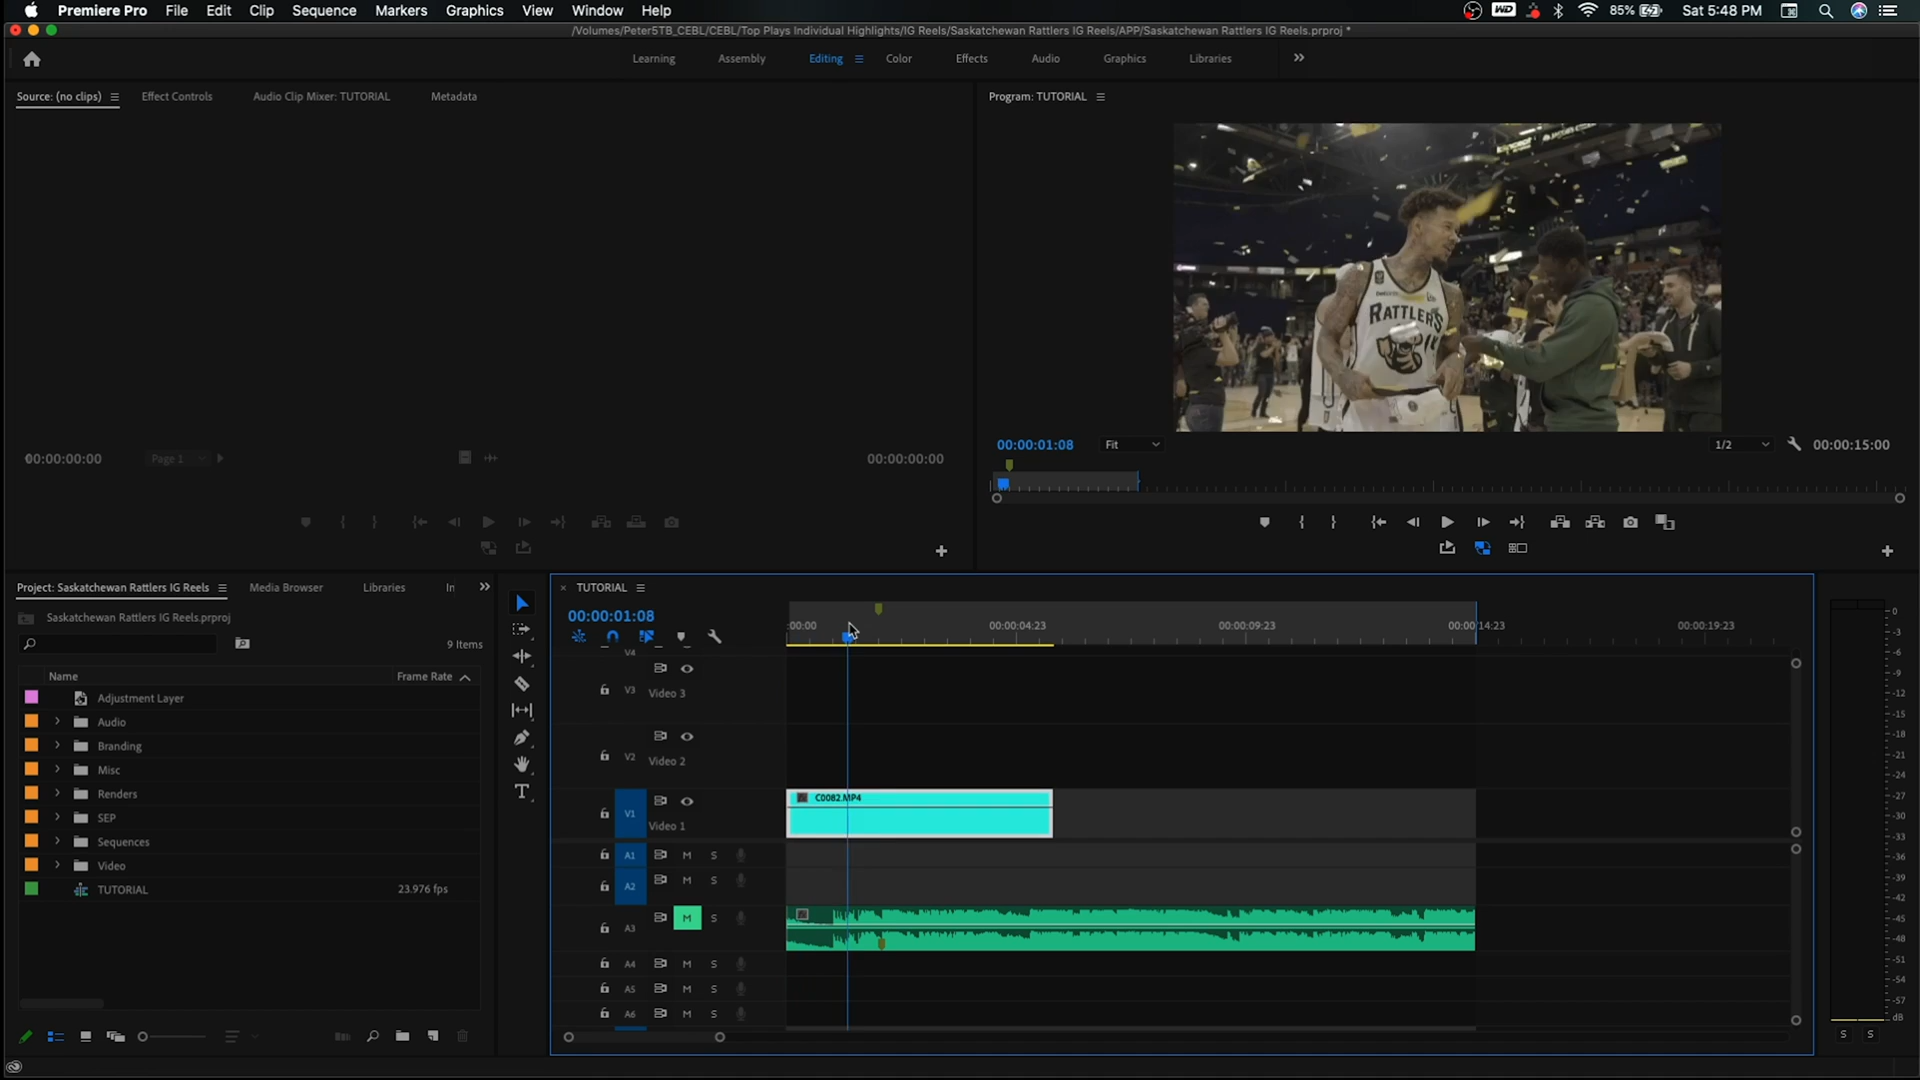 Premiere Pro File Edit Clip Sequence Markers Graphics View Window Help
WD 85% Sat 5:48 PM
/Volumes/Peter5TB_CEBL/CEBL/Top Plays Individual Highlights/IG Reels/Saskatchewan Rattlers IG Reels/APP/Saskatchewan Rattlers IG Reels.prproj *
Learning Assembly Editing Color Effects Audio Graphics Libraries
Source: (no clips) Effect Controls Audio Clip Mixer: TUTORIAL Metadata
Program: TUTORIAL
RATTLERS
00:00:01:08 Fit 1/2 00:00:15:00
00:00:00:00 Page 1 00:00:00:00
Project: Saskatchewan Rattlers IG Reels Media Browser Libraries In
Saskatchewan Rattlers IG Reels.prproj
9 Items
Name Frame Rate
Adjustment Layer
Audio
Branding
Misc
Renders
SEP
Sequences
Video
TUTORIAL 23.976 fps
TUTORIAL
00:00:01:08
:00:00 00:00:04:23 00:00:09:23 00:00:14:23 00:00:19:23
V4
V3 Video 3
V2 Video 2
V1 Video 1
C0082.MP4
A1 M S
A2 M S
A3 M S
A4 M S
A5 M S
A6 M S
0
-3
-6
-9
-12
-15
-18
-21
-24
-27
-30
-33
-36
-39
-42
-45
-48
-51
-54
-57
dB
S S